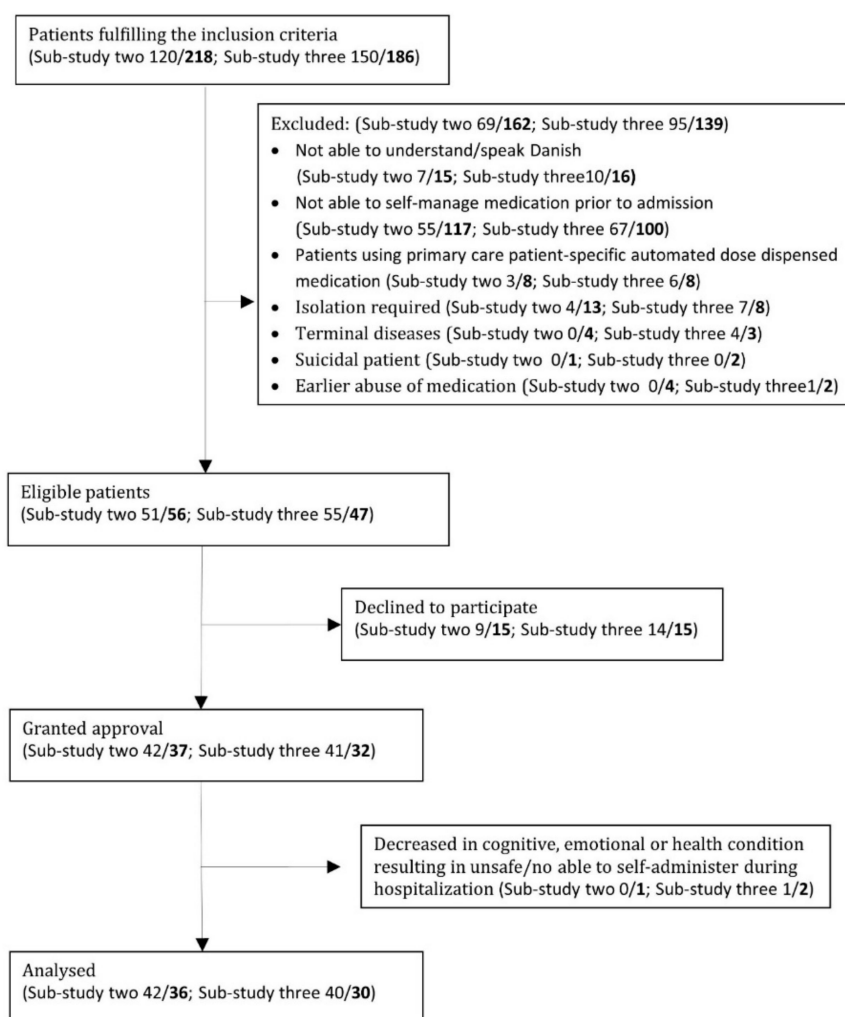 Patients fulfilling the inclusion criteria
(Sub-study two 120/218; Sub-study three 150/186)
Excluded: (Sub-study two 69/162; Sub-study three 95/139)
• Not able to understand/speak Danish
(Sub-study two 7/15; Sub-study three10/16)
• Not able to self-manage medication prior to admission
(Sub-study two 55/117; Sub-study three 67/100)
• Patients using primary care patient-specific automated dose dispensed
medication (Sub-study two 3/8; Sub-study three 6/8)
• Isolation required (Sub-study two 4/13; Sub-study three 7/8)
• Terminal diseases (Sub-study two 0/4; Sub-study three 4/3)
• Suicidal patient (Sub-study two 0/1; Sub-study three 0/2)
• Earlier abuse of medication (Sub-study two 0/4; Sub-study three1/2)
Eligible patients
(Sub-study two 51/56; Sub-study three 55/47)
Declined to participate
(Sub-study two 9/15; Sub-study three 14/15)
Granted approval
(Sub-study two 42/37; Sub-study three 41/32)
Decreased in cognitive, emotional or health condition
resulting in unsafe/no able to self-administer during
hospitalization (Sub-study two 0/1; Sub-study three 1/2)
Analysed
(Sub-study two 42/36; Sub-study three 40/30)